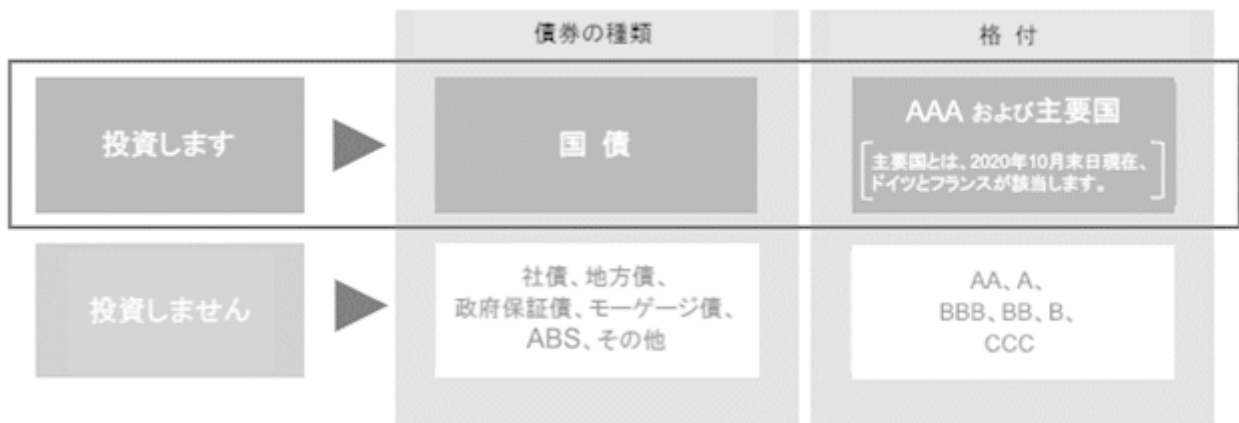 債券の種類
格 付
投資します
国 債
AAA および主要国
主要国とは、2020年10月末日現在、
ドイツとフランスが該当します。
投資しません
社債、地方債、
政府保証債、モーゲージ債、
ABS、その他
AA、A、
BBB、BB、B、
CCC